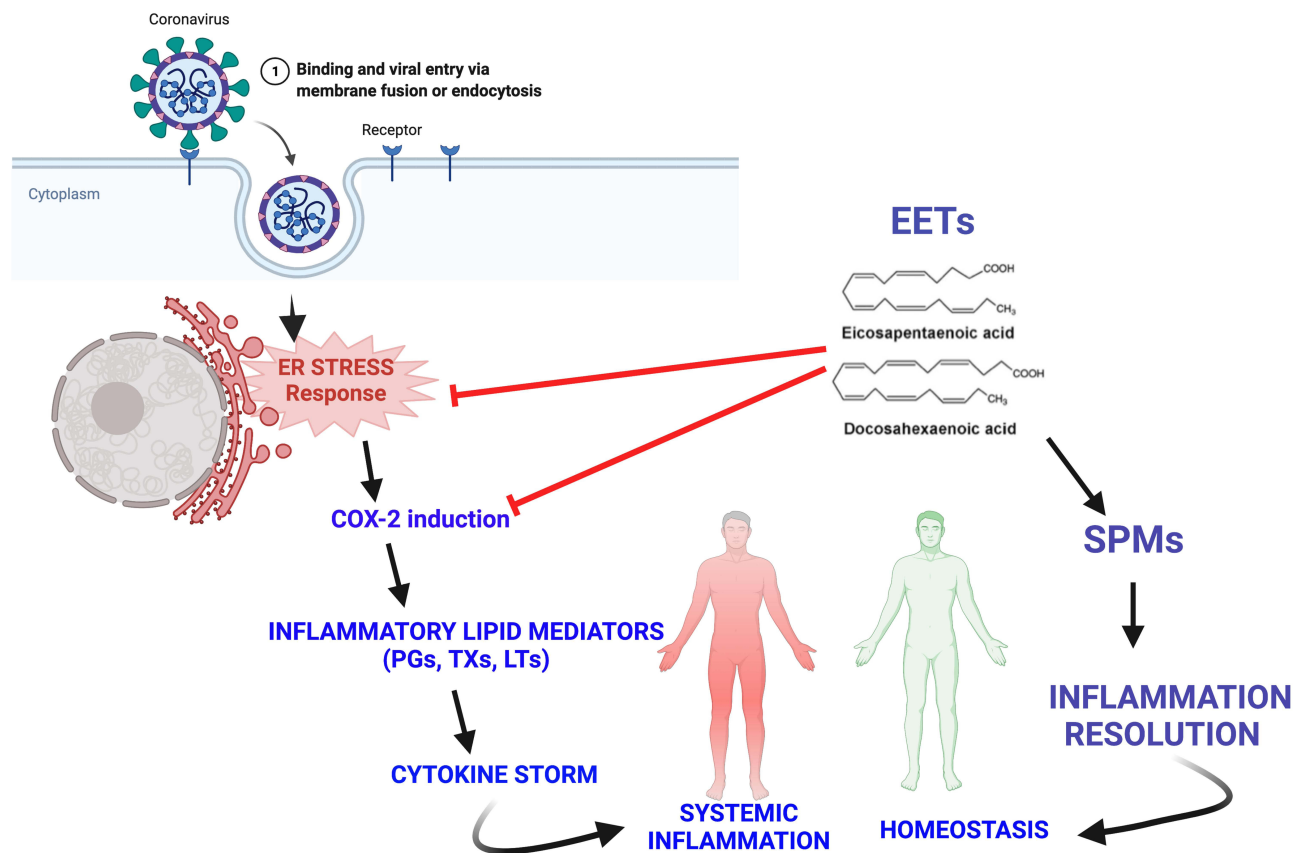 Coronavirus
1
Binding and viral entry via
membrane fusion or endocytosis
Receptor
Cytoplasm
EETs
COOH
CH3
Eicosapentaenoic acid
COOH
CH3
Docosahexaenoic acid
ER STRESS
Response
COX-2 induction
INFLAMMATORY LIPID MEDIATORS
(PGs, TXs, LTs)
CYTOKINE STORM
SYSTEMIC
INFLAMMATION
SPMs
INFLAMMATION
RESOLUTION
HOMEOSTASIS